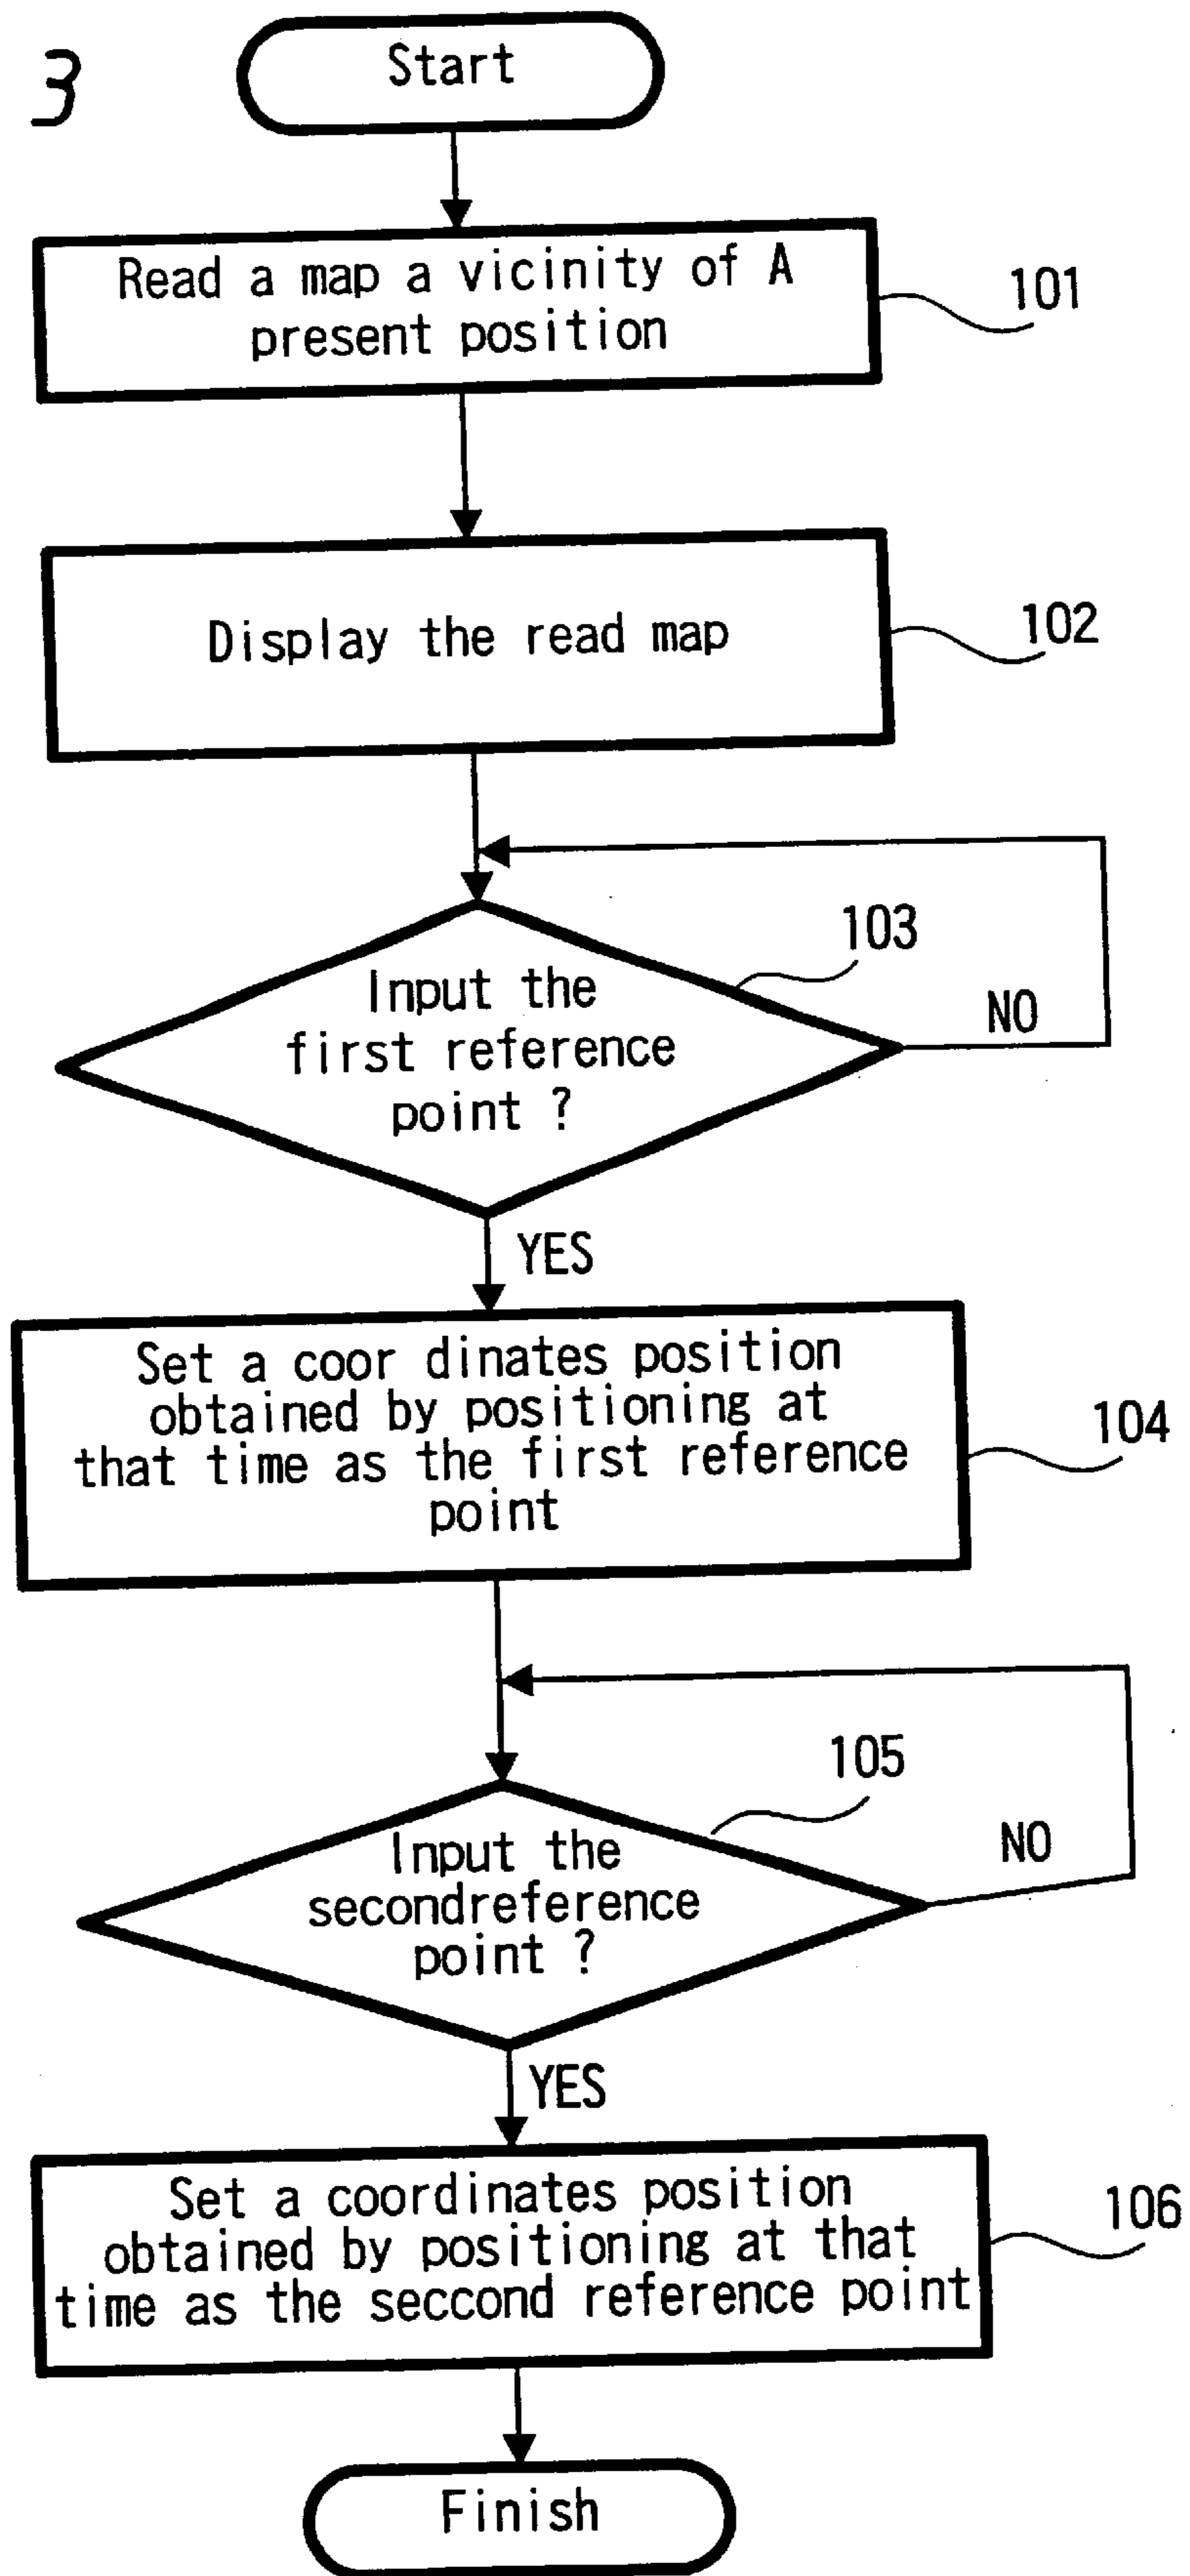 3
Start
Read a map a vicinity of A
present position
101
Display the read map
102
103
Input the
first reference
point ?
NO
YES
Set a coor dinates position
obtained by positioning at
that time as the first reference
point
104
105
Input the
secondreference
point ?
NO
YES
Set a coordinates position
obtained by positioning at that
time as the seccond reference point
106
Finish